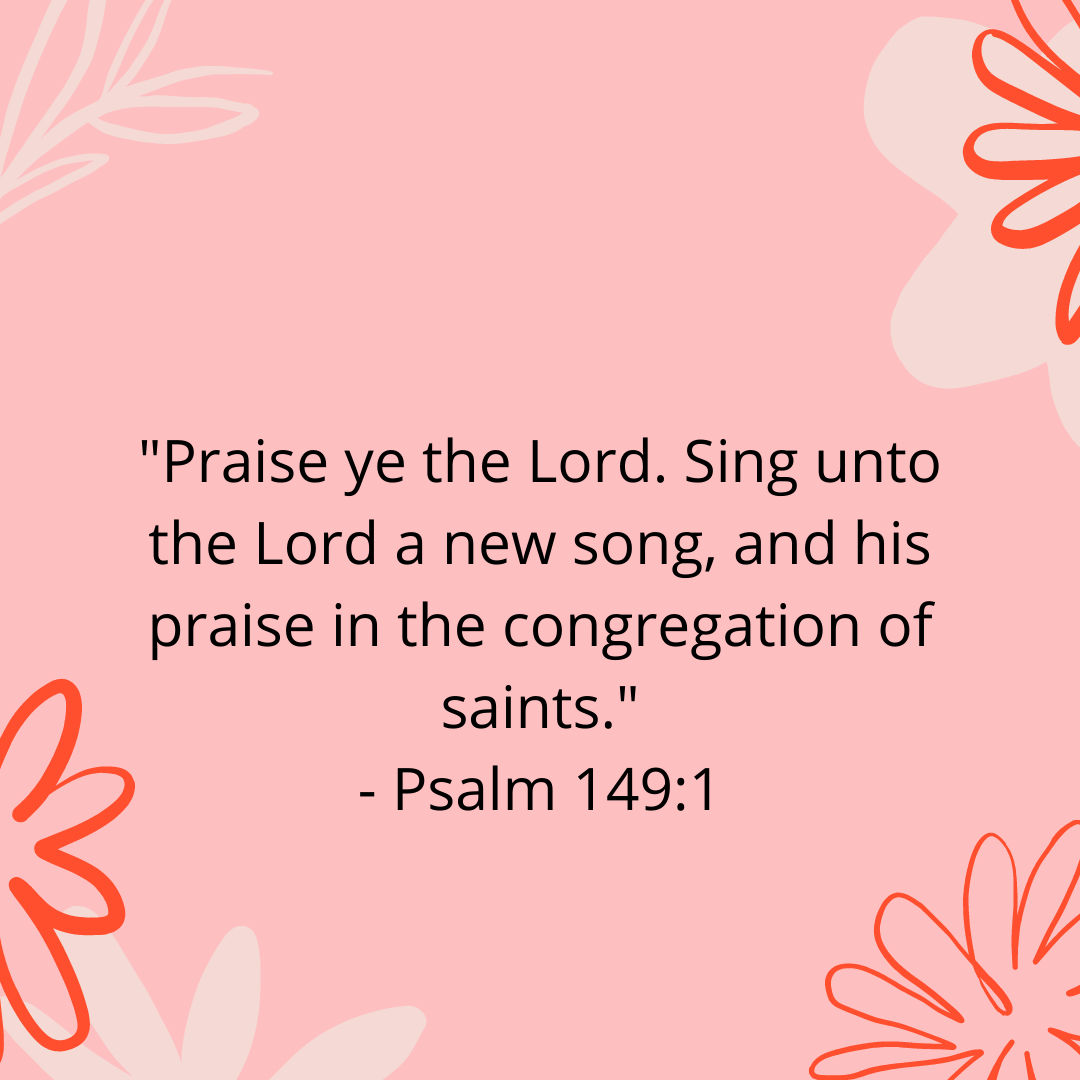 "Praise ye the Lord. Sing unto
the Lord a new song, and his
praise in the congregation of
saints."
- Psalm 149:1